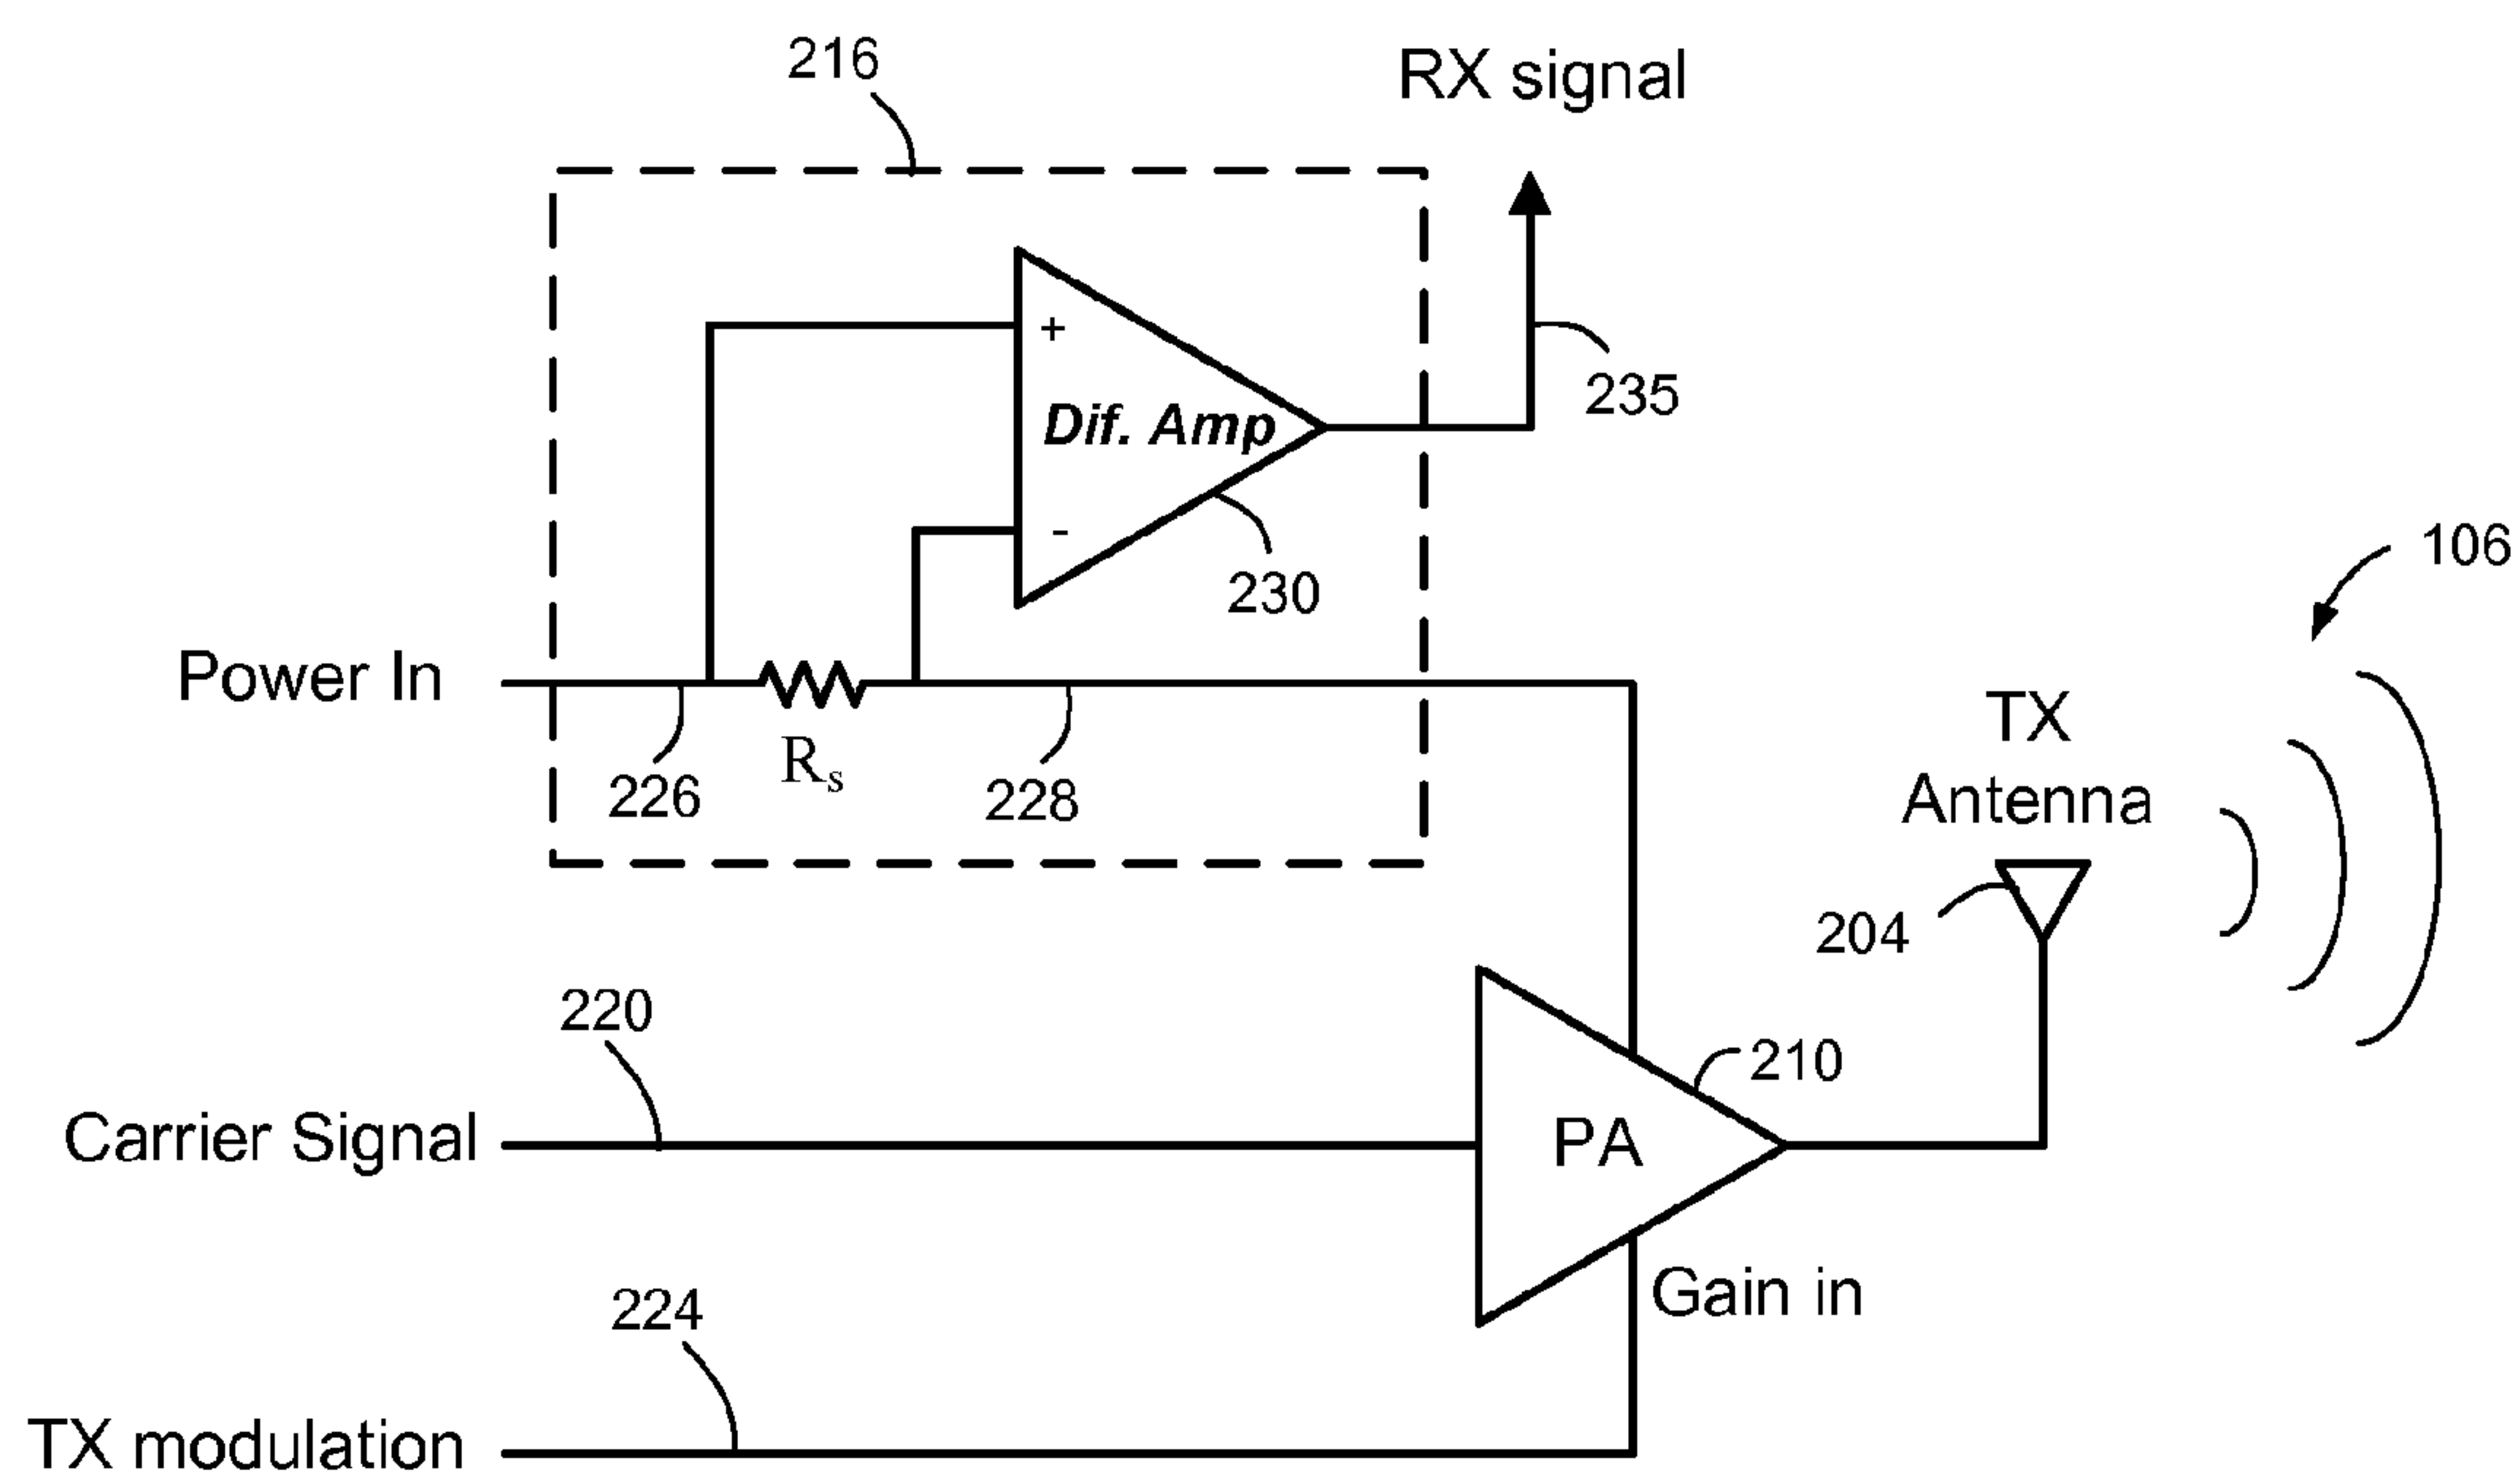 216
RX signal
+
Dif. Amp
235
-
230
106
Power In
226
Rs
228
TX
Antenna
204
220
210
Carrier Signal
PA
Gain in
224
TX modulation